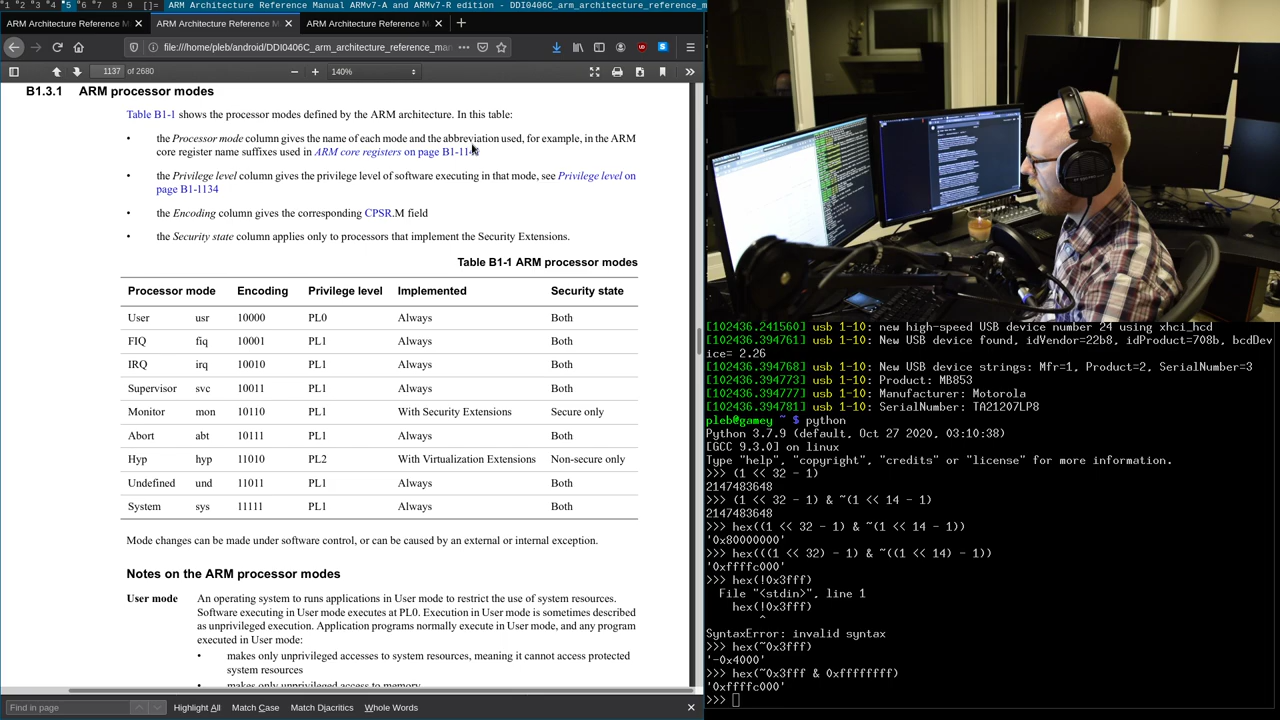 1 2 3 4 5 6 7 8 9 []= ARM Architecture Reference Manual ARMv7-A and ARMv7-R edition - DDI0406C_arm_architecture_reference_m
ARM Architecture Reference M × ARM Architecture Reference M × ARM Architecture Reference M × +
file:///home/pleb/android/DDI0406C_arm_architecture_reference_mar
1137 of 2680 − + 140%
B1.3.1 ARM processor modes
Table B1-1 shows the processor modes defined by the ARM architecture. In this table:
• the Processor mode column gives the name of each mode and the abbreviation used, for example, in the ARM
core register name suffixes used in ARM core registers on page B1-114
• the Privilege level column gives the privilege level of software executing in that mode, see Privilege level on
page B1-1134
• the Encoding column gives the corresponding CPSR.M field
• the Security state column applies only to processors that implement the Security Extensions.
Table B1-1 ARM processor modes
Processor mode Encoding Privilege level Implemented Security state
User usr 10000 PL0 Always Both
FIQ fiq 10001 PL1 Always Both
IRQ irq 10010 PL1 Always Both
Supervisor svc 10011 PL1 Always Both
Monitor mon 10110 PL1 With Security Extensions Secure only
Abort abt 10111 PL1 Always Both
Hyp hyp 11010 PL2 With Virtualization Extensions Non-secure only
Undefined und 11011 PL1 Always Both
System sys 11111 PL1 Always Both
Mode changes can be made under software control, or can be caused by an external or internal exception.
Notes on the ARM processor modes
User mode An operating system to runs applications in User mode to restrict the use of system resources.
Software executing in User mode executes at PL0. Execution in User mode is sometimes described
as unprivileged execution. Application programs normally execute in User mode, and any program
executed in User mode:
• makes only unprivileged accesses to system resources, meaning it cannot access protected
system resources
• makes only unprivileged access to memory.
Find in page Highlight All Match Case Match Diacritics Whole Words
[102436.241560] usb 1-10: new high-speed USB device number 24 using xhci_hcd
[102436.394761] usb 1-10: New USB device found, idVendor=22b8, idProduct=708b, bcdDev
ice= 2.26
[102436.394768] usb 1-10: New USB device strings: Mfr=1, Product=2, SerialNumber=3
[102436.394773] usb 1-10: Product: MB853
[102436.394777] usb 1-10: Manufacturer: Motorola
[102436.394781] usb 1-10: SerialNumber: TA21207LP8
pleb@gamey ~ $ python
Python 3.7.9 (default, Oct 27 2020, 03:10:38)
[GCC 9.3.0] on linux
Type "help", "copyright", "credits" or "license" for more information.
>>> (1 << 32 - 1)
2147483648
>>> (1 << 32 - 1) & ~(1 << 14 - 1)
2147483648
>>> hex((1 << 32 - 1) & ~(1 << 14 - 1))
'0x80000000'
>>> hex(((1 << 32) - 1) & ~((1 << 14) - 1))
'0xffffc000'
>>> hex(!0x3fff)
File "<stdin>", line 1
hex(!0x3fff)
^
SyntaxError: invalid syntax
>>> hex(~0x3fff)
'-0x4000'
>>> hex(~0x3fff & 0xffffffff)
'0xffffc000'
>>>